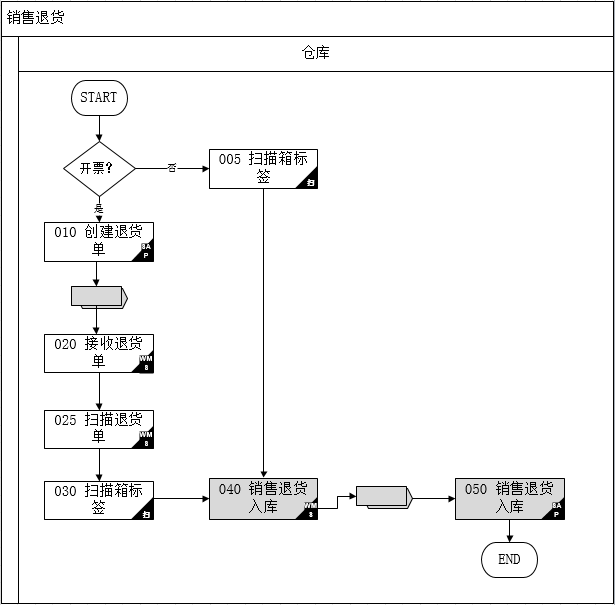 销售退货
仓库
START
开票?
否
005 扫描箱标
签
扫
是
010 创建退货
单
SA
P
020 接收退货
单
WM
S
025 扫描退货
单
WM
S
030 扫描箱标
签
扫
040 销售退货
入库
WM
S
050 销售退货
入库
SA
P
END